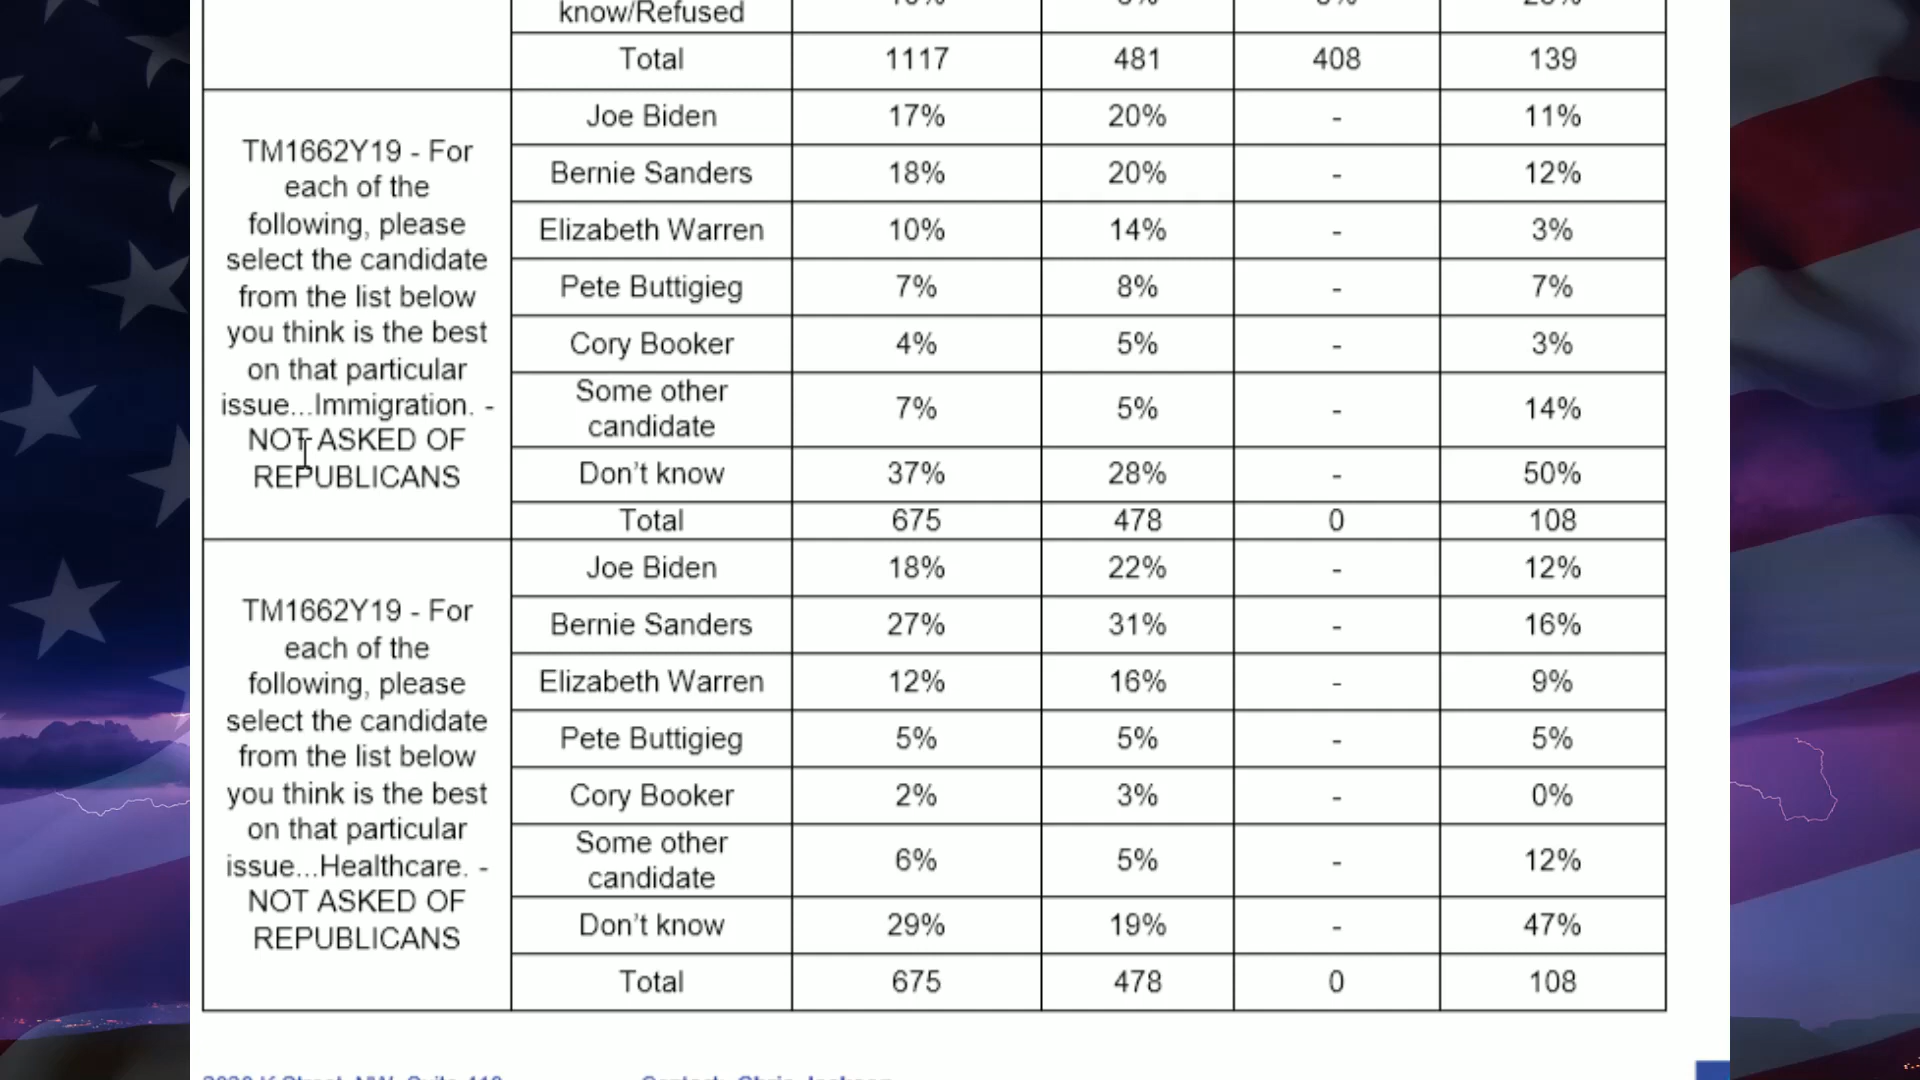 know/Refused
Total 1117 481 408 139
TM1662Y19 - For
each of the
following, please
select the candidate
from the list below
you think is the best
on that particular
issue...Immigration. -
NOT ASKED OF
REPUBLICANS
Joe Biden 17% 20% - 11%
Bernie Sanders 18% 20% - 12%
Elizabeth Warren 10% 14% - 3%
Pete Buttigieg 7% 8% - 7%
Cory Booker 4% 5% - 3%
Some other
candidate 7% 5% - 14%
Don’t know 37% 28% - 50%
Total 675 478 0 108
TM1662Y19 - For
each of the
following, please
select the candidate
from the list below
you think is the best
on that particular
issue...Healthcare. -
NOT ASKED OF
REPUBLICANS
Joe Biden 18% 22% - 12%
Bernie Sanders 27% 31% - 16%
Elizabeth Warren 12% 16% - 9%
Pete Buttigieg 5% 5% - 5%
Cory Booker 2% 3% - 0%
Some other
candidate 6% 5% - 12%
Don’t know 29% 19% - 47%
Total 675 478 0 108